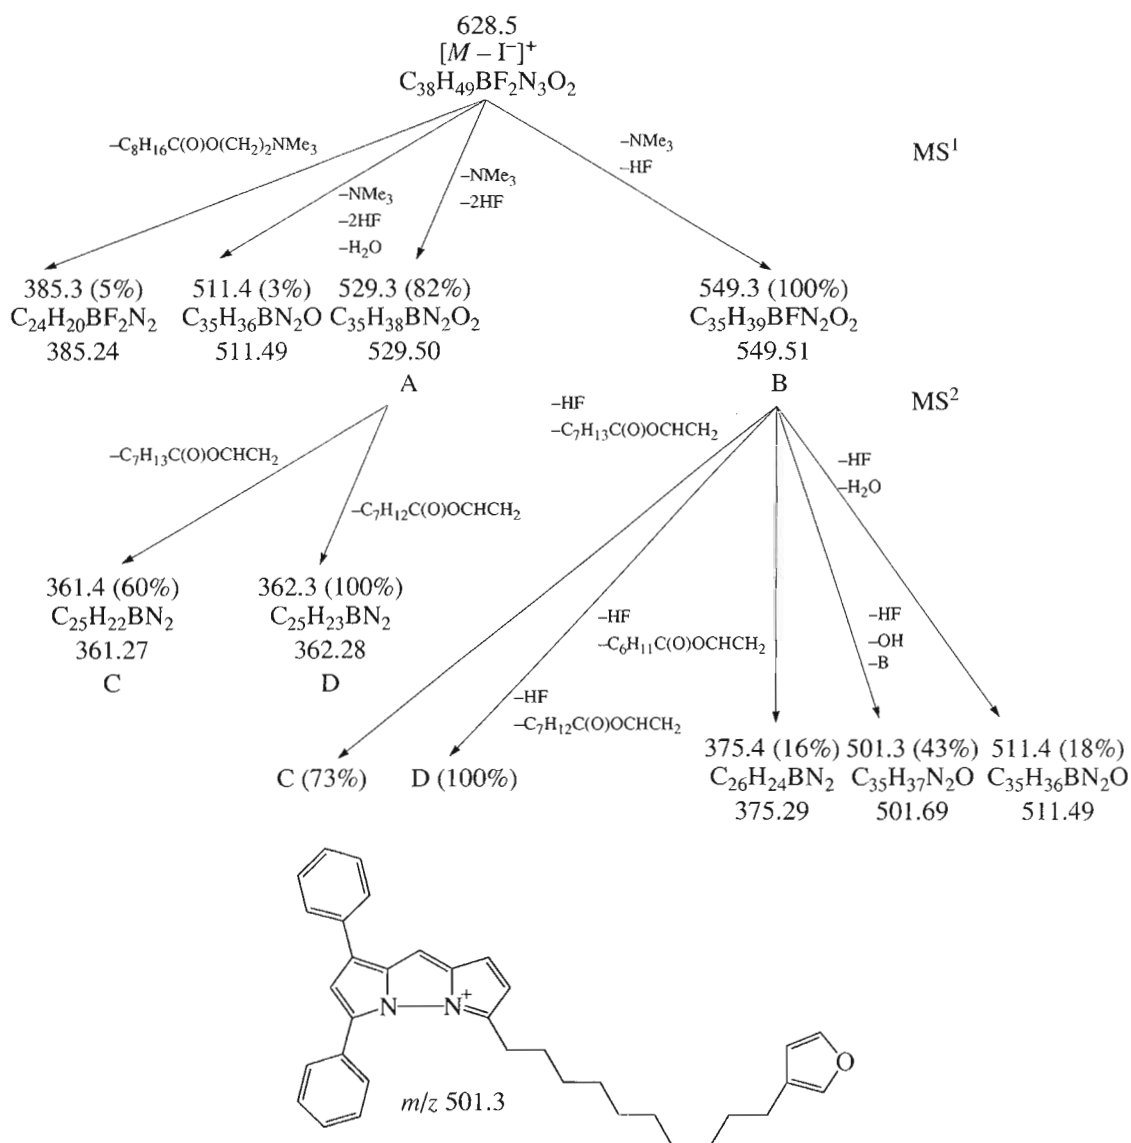 628.5
[M – I⁻]⁺
C₃₈H₄₉BF₂N₃O₂
–C₈H₁₆C(O)O(CH₂)₂NMe₃
–NMe₃
–2HF
–H₂O
–NMe₃
–2HF
–NMe₃
–HF
MS¹
385.3 (5%)
C₂₄H₂₀BF₂N₂
385.24
511.4 (3%)
C₃₅H₃₆BN₂O
511.49
529.3 (82%)
C₃₅H₃₈BN₂O₂
529.50
A
549.3 (100%)
C₃₅H₃₉BFN₂O₂
549.51
B
MS²
–C₇H₁₃C(O)OCHCH₂
–C₇H₁₂C(O)OCHCH₂
–HF
–C₇H₁₃C(O)OCHCH₂
–HF
–C₇H₁₂C(O)OCHCH₂
–HF
–C₆H₁₁C(O)OCHCH₂
–HF
–OH
–B
–HF
–H₂O
361.4 (60%)
C₂₅H₂₂BN₂
361.27
C
362.3 (100%)
C₂₅H₂₃BN₂
362.28
D
C (73%)
D (100%)
375.4 (16%)
C₂₆H₂₄BN₂
375.29
501.3 (43%)
C₃₅H₃₇N₂O
501.69
511.4 (18%)
C₃₅H₃₆BN₂O
511.49
N
N⁺
O
m/z 501.3